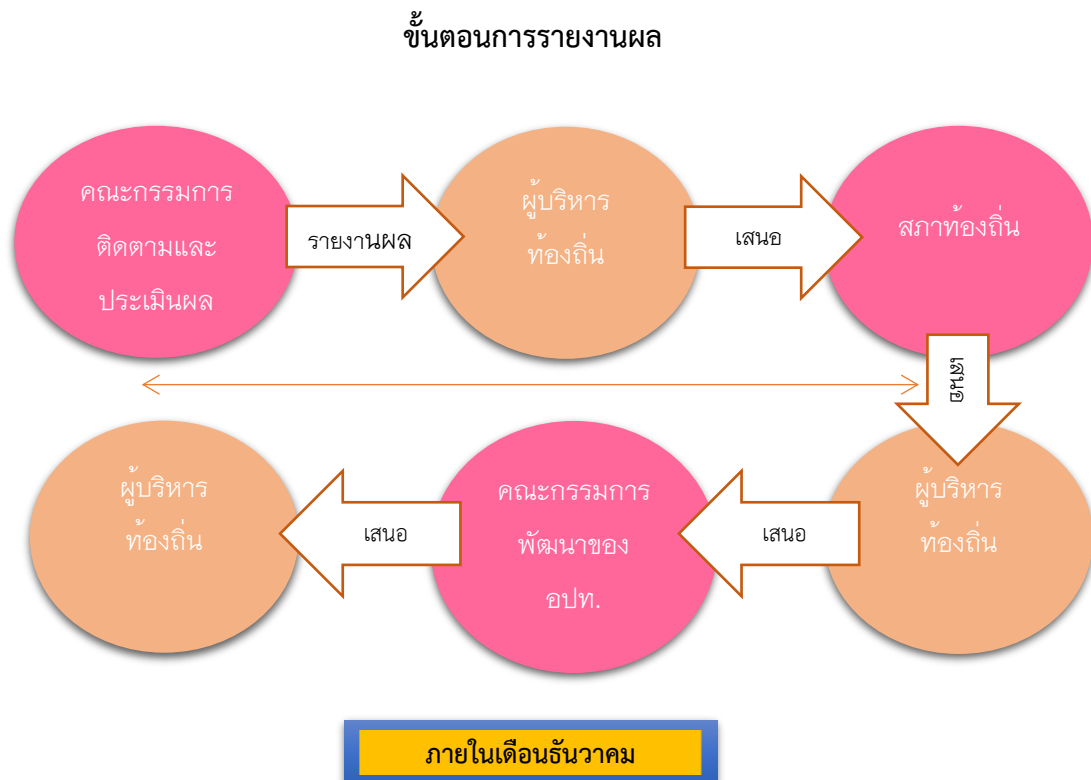 ขั้นตอนการรายงานผล
คณะกรรมการ
ติดตามและ
ประเมินผล
รายงานผล
ผู้บริหาร
ท้องถิ่น
เสนอ
สภาท้องถิ่น
เสนอ
ผู้บริหาร
ท้องถิ่น
เสนอ
คณะกรรมการ
พัฒนาของ
อปท.
เสนอ
ผู้บริหาร
ท้องถิ่น
ภายในเดือนธันวาคม